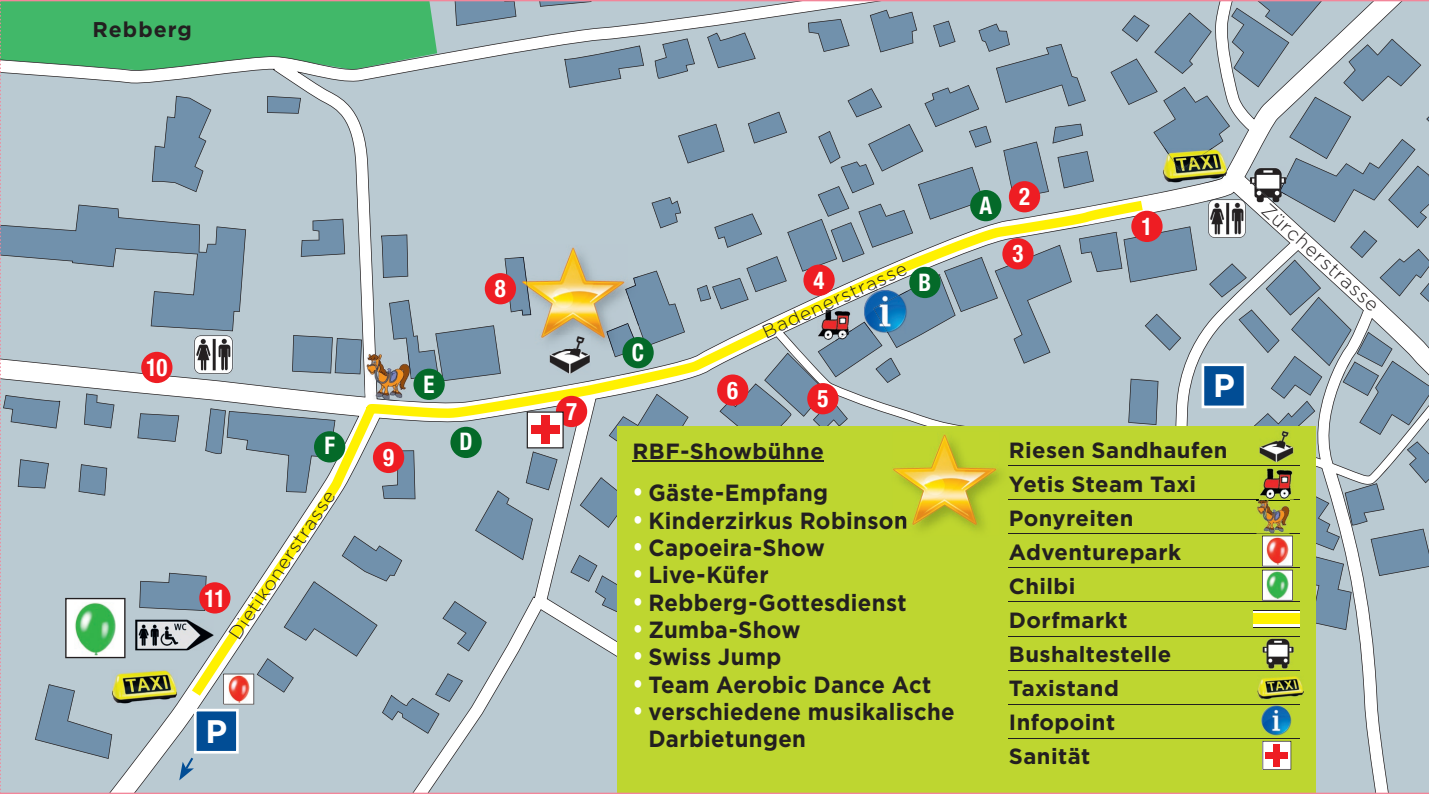 Rebberg
TAXI
2
A
1
3
Zürcherstrasse
8
4
B
Badenerstrasse
i
10
C
E
P
6
5
7
D
F
9
Dietikonerstrasse
11
WC
TAXI
P
RBF-Showbühne
• Gäste-Empfang
• Kinderzirkus Robinson
• Capoeira-Show
• Live-Küfer
• Rebberg-Gottesdienst
• Zumba-Show
• Swiss Jump
• Team Aerobic Dance Act
• verschiedene musikalische
Darbietungen
Riesen Sandhaufen
Yetis Steam Taxi
Ponyreiten
Adventurepark
Chilbi
Dorfmarkt
Bushaltestelle
Taxistand TAXI
Infopoint i
Sanität